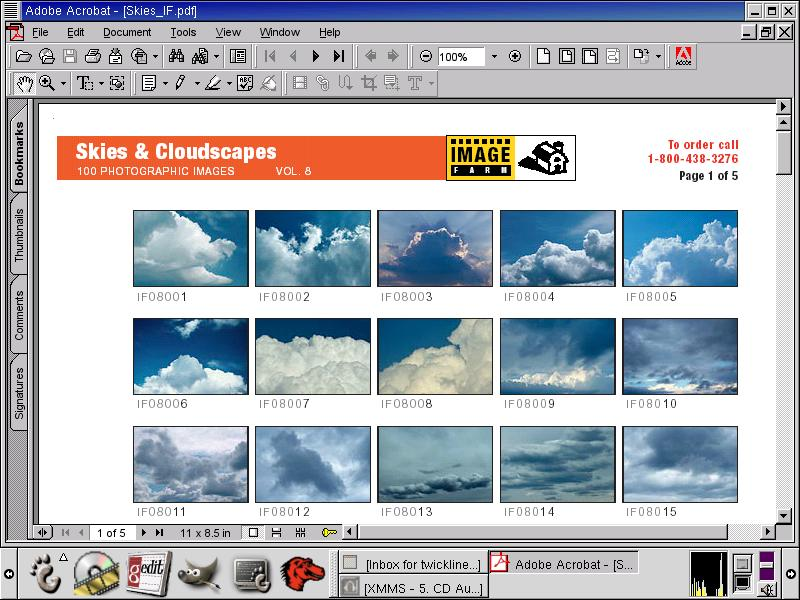 Adobe Acrobat - [Skies_IF.pdf]
File Edit Document Tools View Window Help
100%
Adobe
Bookmarks
Thumbnails
Comments
Signatures
Skies & Cloudscapes
100 PHOTOGRAPHIC IMAGES VOL. 8
IMAGE
FARM
To order call
1-800-438-3276
Page 1 of 5
IF08001 IF08002 IF08003 IF08004 IF08005
IF08006 IF08007 IF08008 IF08009 IF08010
IF08011 IF08012 IF08013 IF08014 IF08015
1 of 5 11 x 8.5 in
gedit
[Inbox for twickline...] Adobe Acrobat - [S...
[XMMS - 5. CD Au...]